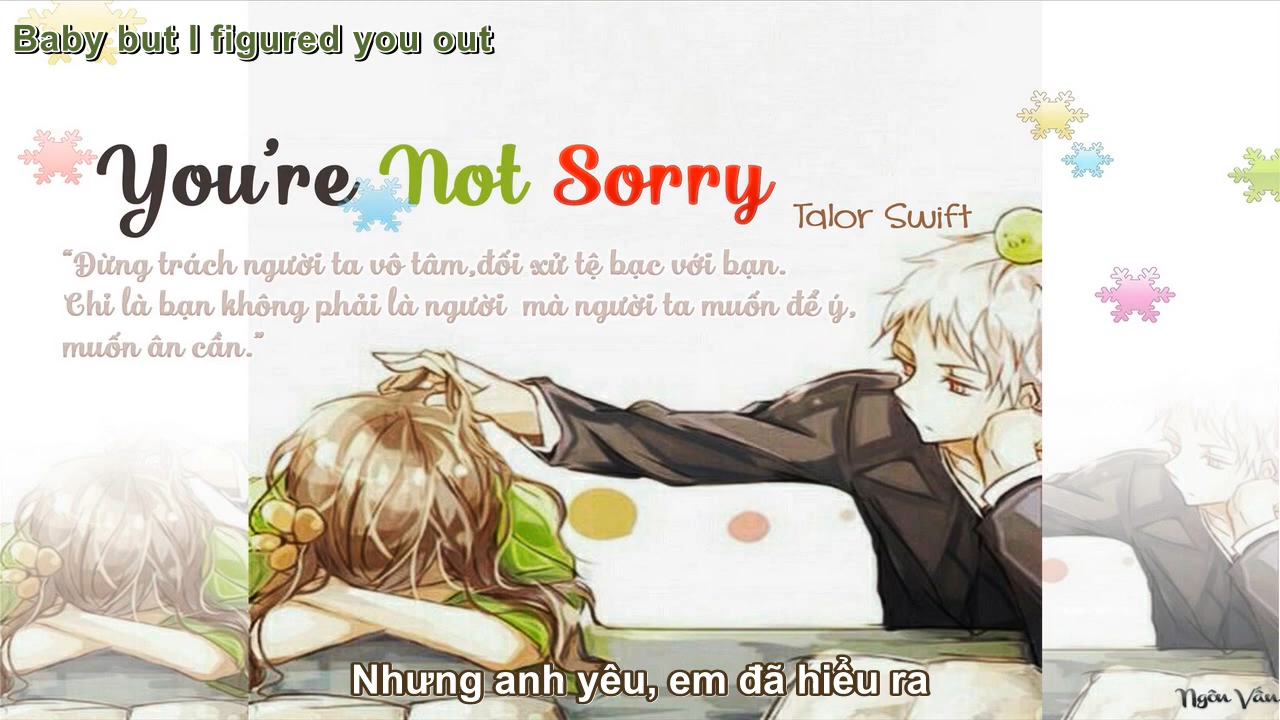 Baby but I figured you out
You're Not Sorry
Talor Swift
"Đừng trách người ta vô tâm,đối xử tệ bạc với bạn.
Chỉ là bạn không phải là người mà người ta muốn để ý,
muốn ân cần."
Nhưng anh yêu, em đã hiểu ra
Ngôn Vấn